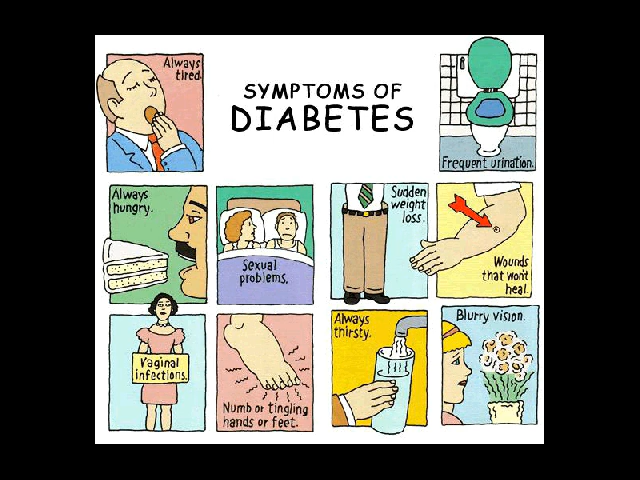 Always
tired.
SYMPTOMS OF
DIABETES
Frequent urination.
Always
hungry.
Sexual
problems.
Sudden
weight
loss.
Wounds
that won't
heal.
Vaginal
infections.
Numb or tingling
hands or feet.
Always
thirsty.
Blurry vision.